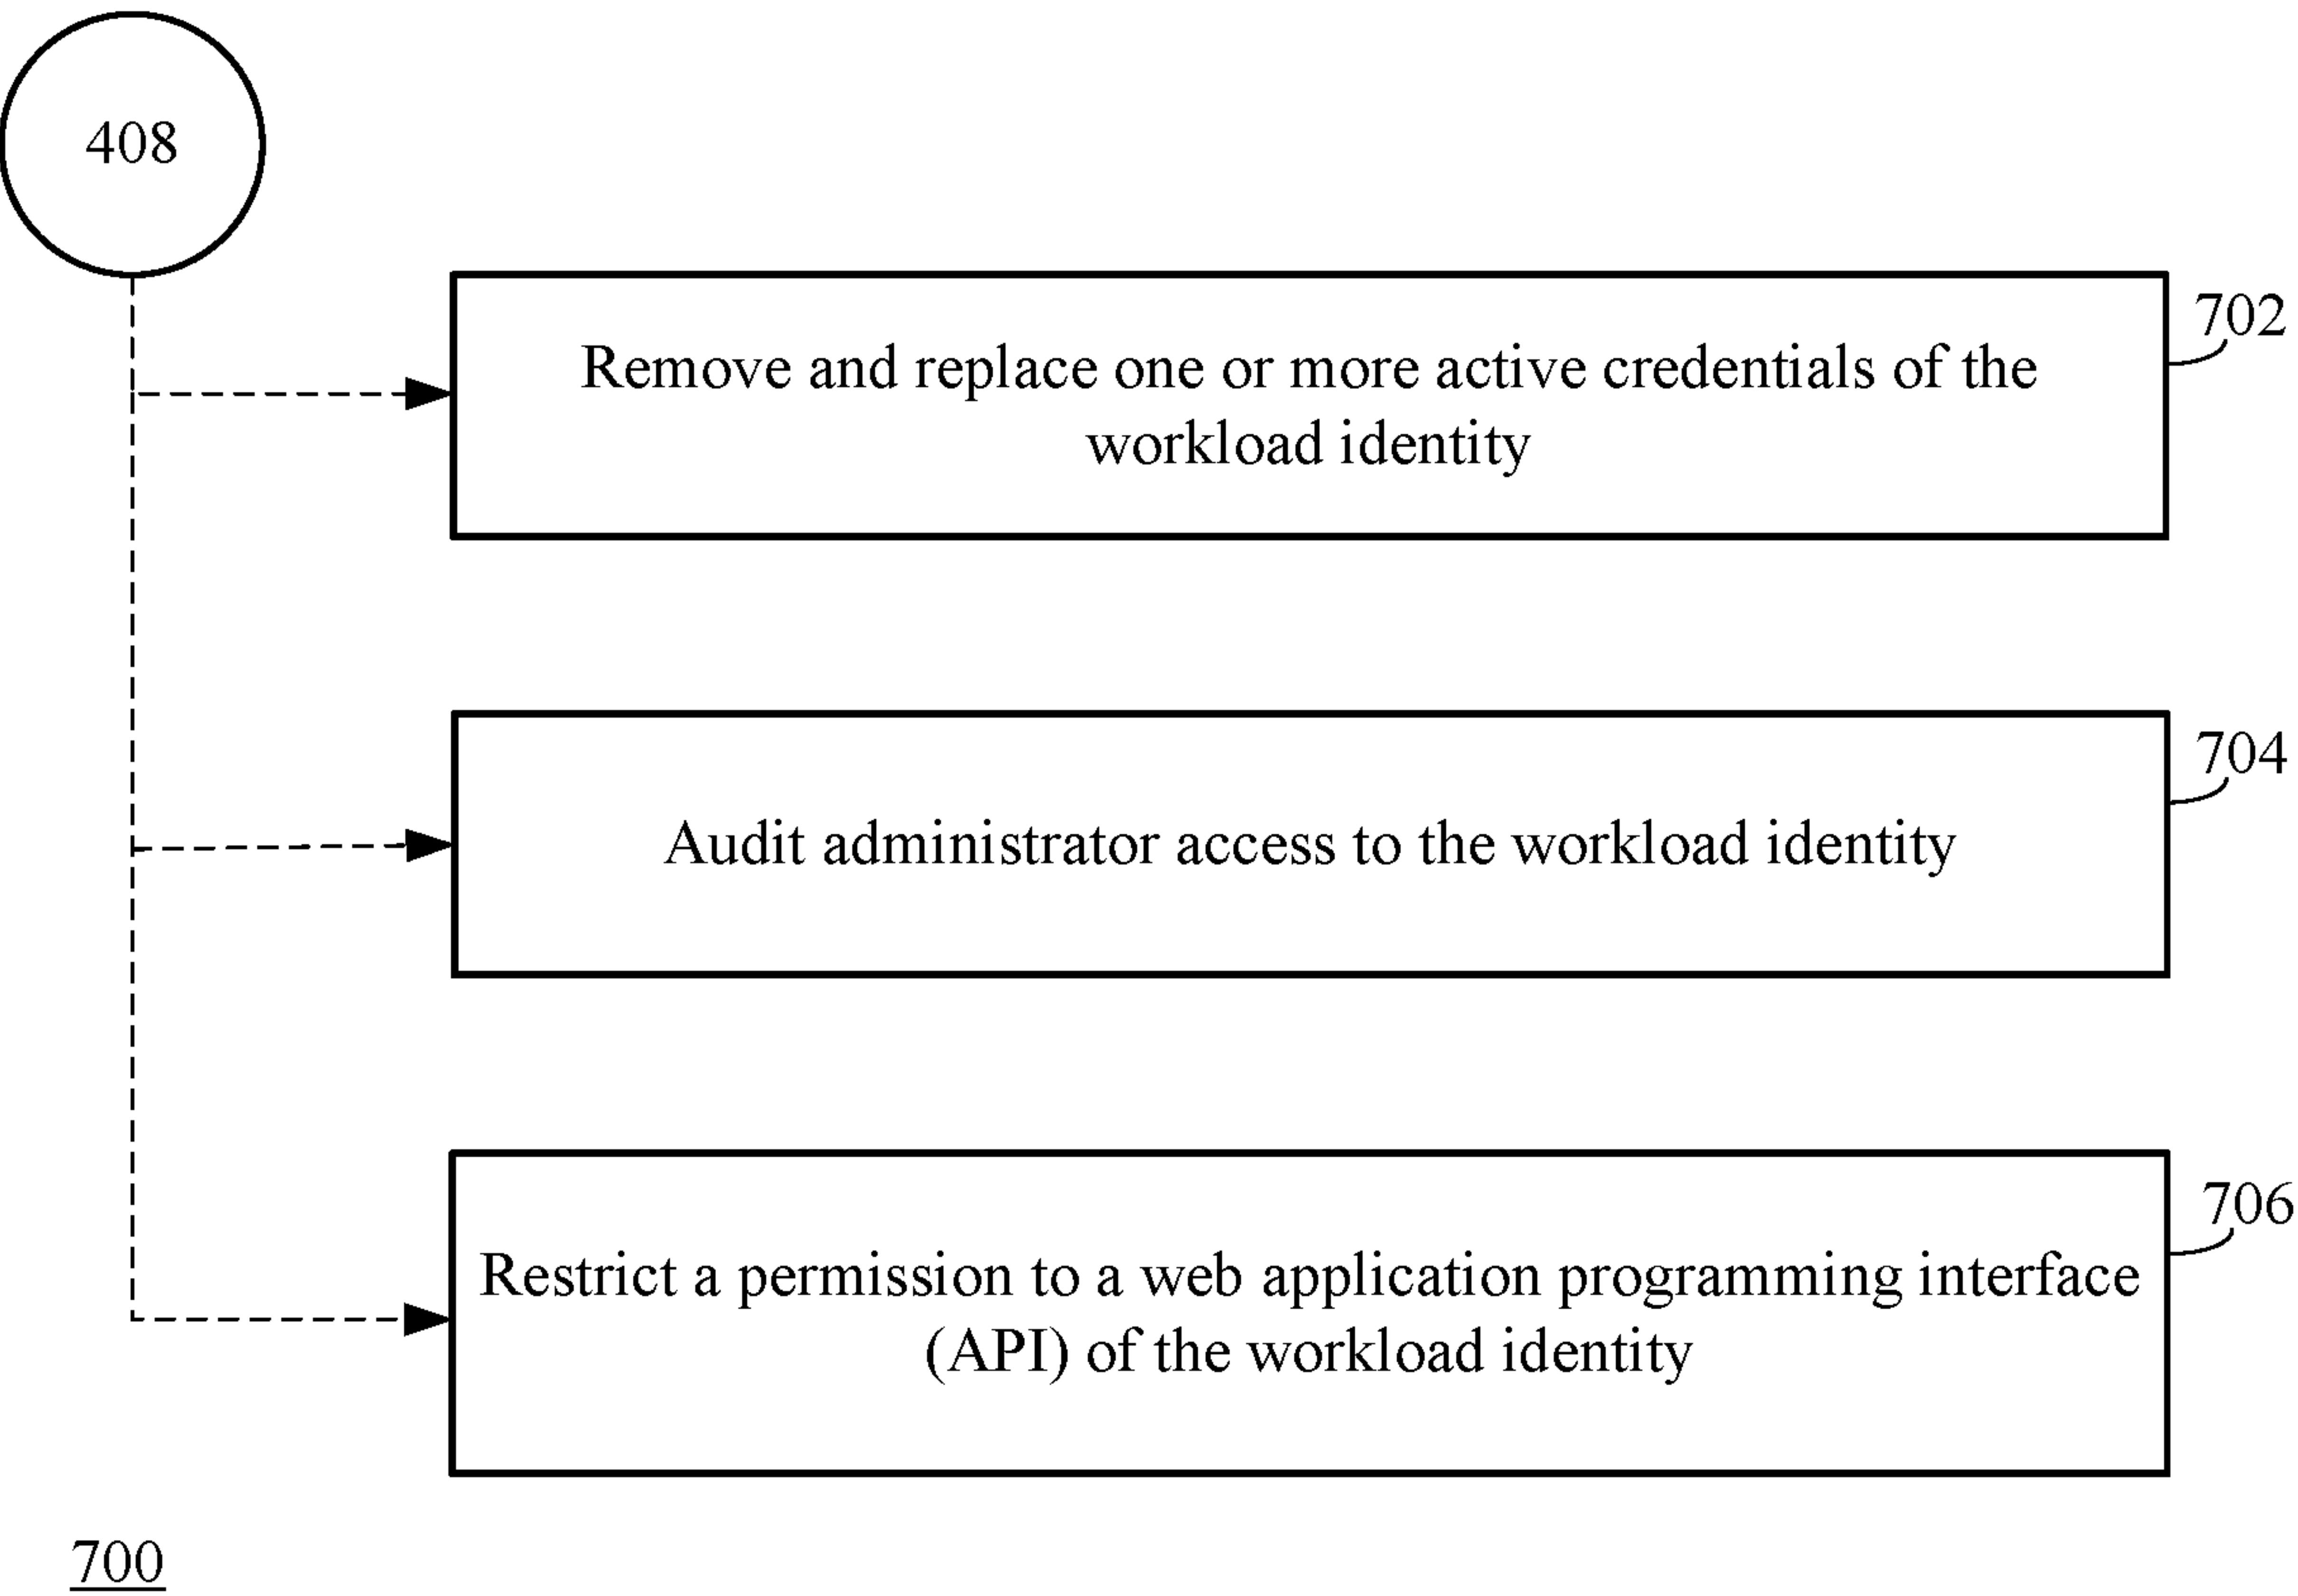 408
702
Remove and replace one or more active credentials of the
workload identity
704
Audit administrator access to the workload identity
706
Restrict a permission to a web application programming interface
(API) of the workload identity
700